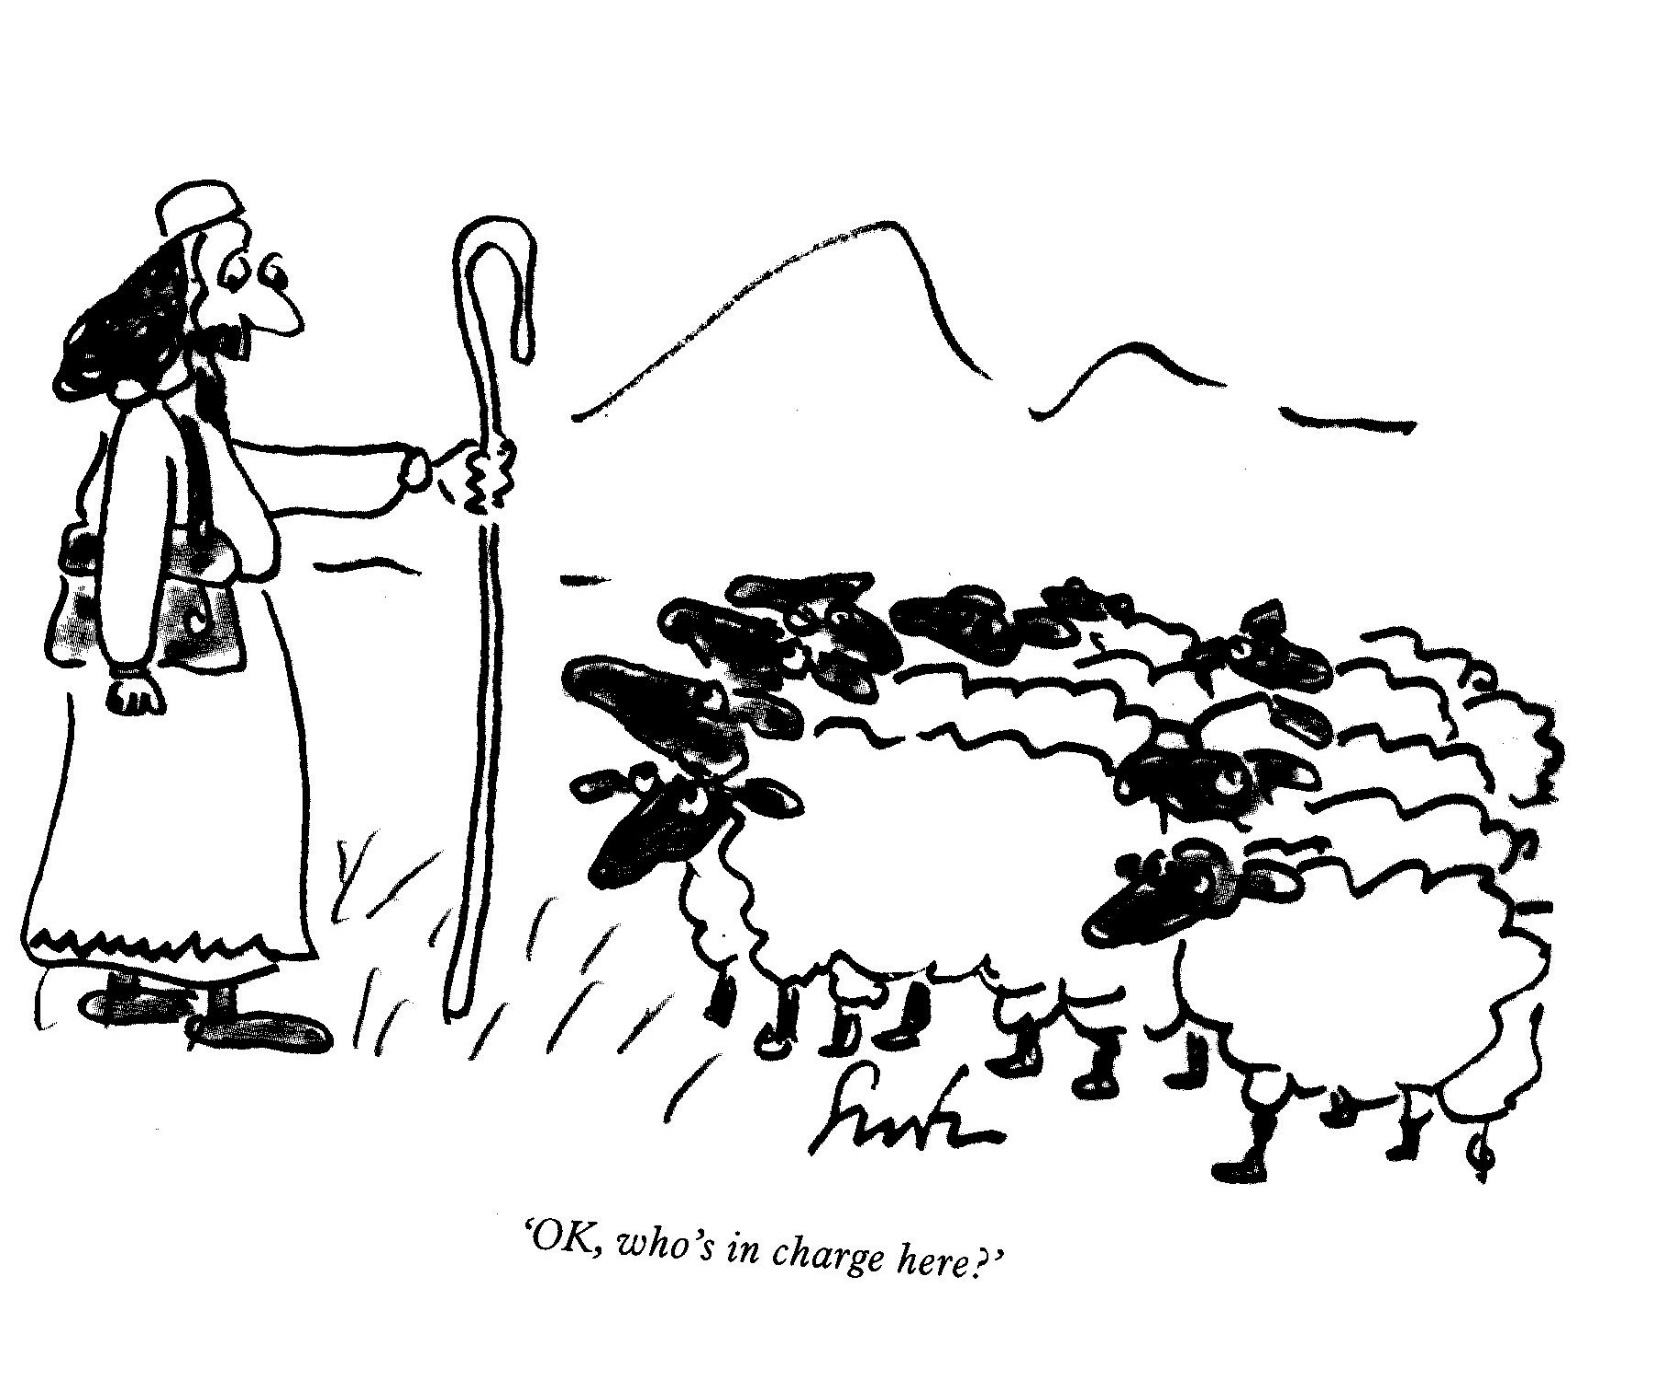 ‘OK, who’s in charge here?’